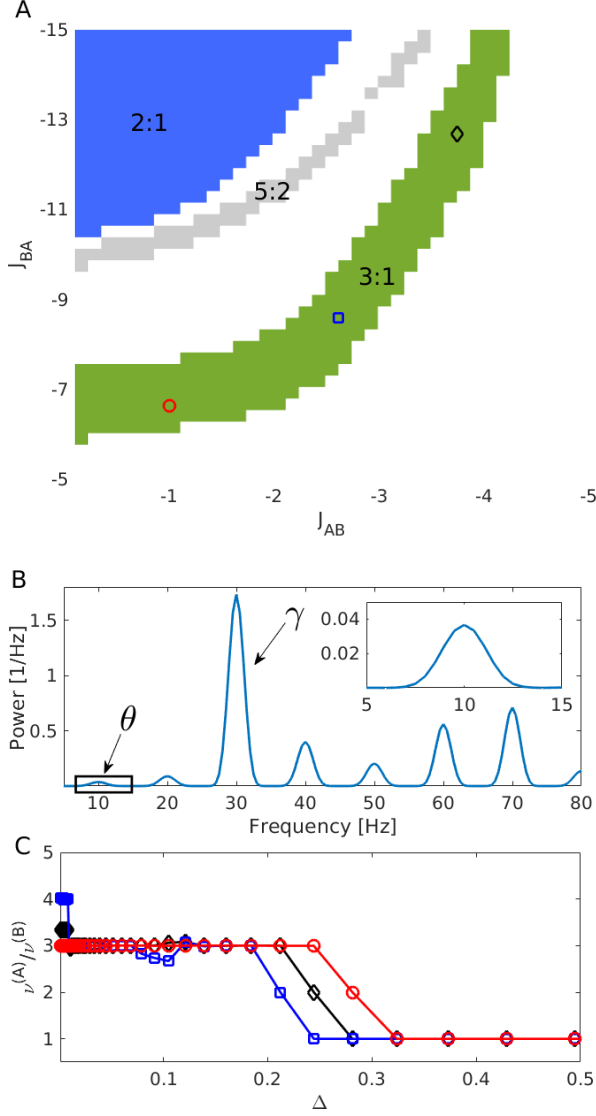 A
-15
-13
-11
-9
-7
-5
J_BA
2:1
5:2
3:1
-1 -2 -3 -4 -5
J_AB
B
Power [1/Hz]
1.5
1
0.5
γ
θ
0.04
0.02
5 10 15
10 20 30 40 50 60 70 80
Frequency [Hz]
C
ν^(A)/ν^(B)
5
4
3
2
1
0.1 0.2 0.3 0.4 0.5
Δ